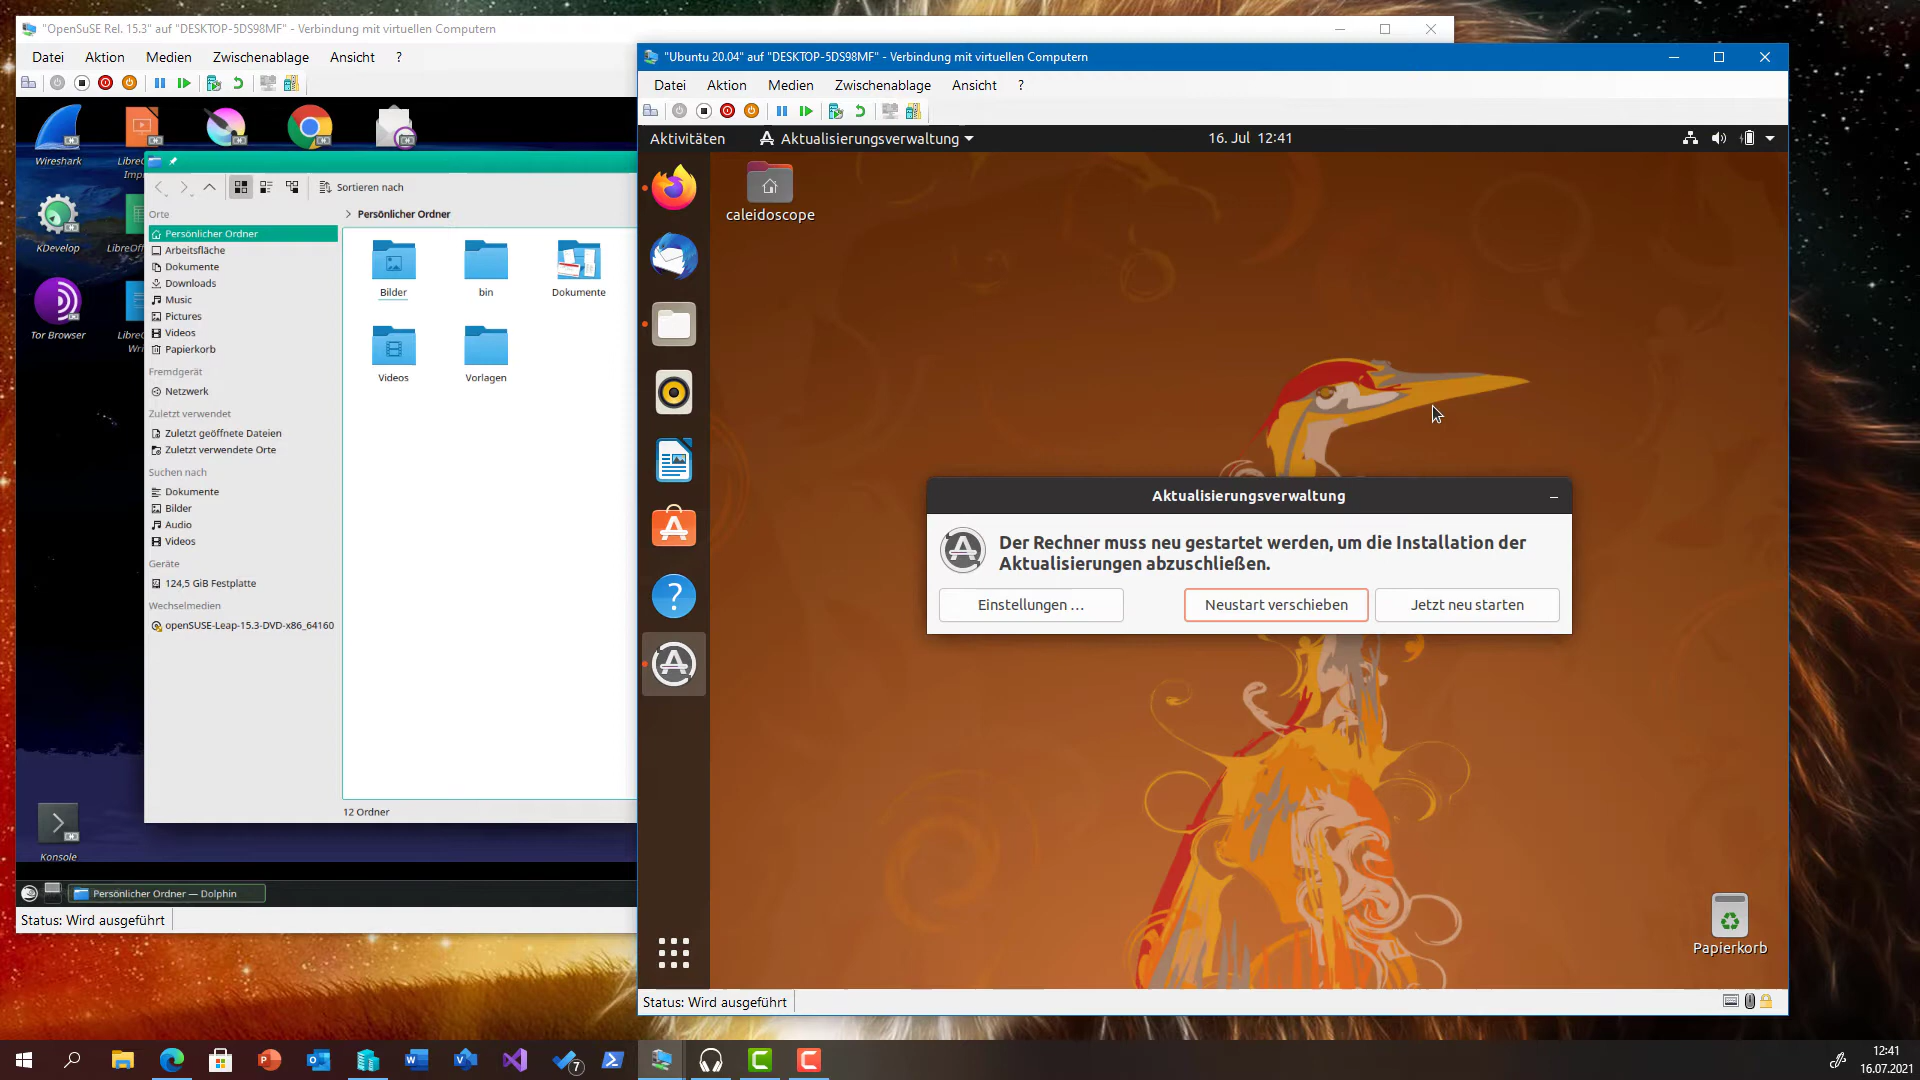 "OpenSuSE Rel. 15.3" auf "DESKTOP-5DS98MF" - Verbindung mit virtuellen Computern
Datei Aktion Medien Zwischenablage Ansicht ?
Wireshark
KDevelop
Tor Browser
Konsole
Sortieren nach
Orte
Persönlicher Ordner
Arbeitsfläche
Dokumente
Downloads
Music
Pictures
Videos
Papierkorb
Fremdgerät
Netzwerk
Zuletzt verwendet
Zuletzt geöffnete Dateien
Zuletzt verwendete Orte
Suchen nach
Dokumente
Bilder
Audio
Videos
Geräte
124,5 GiB Festplatte
Wechselmedien
openSUSE-Leap-15.3-DVD-x86_64160
Persönlicher Ordner
Bilder
bin
Dokumente
Videos
Vorlagen
12 Ordner
Persönlicher Ordner — Dolphin
Status: Wird ausgeführt
"Ubuntu 20.04" auf "DESKTOP-5DS98MF" - Verbindung mit virtuellen Computern
Datei Aktion Medien Zwischenablage Ansicht ?
Aktivitäten Aktualisierungsverwaltung 16. Jul 12:41
caleidoscope
Aktualisierungsverwaltung
Der Rechner muss neu gestartet werden, um die Installation der
Aktualisierungen abzuschließen.
Einstellungen … Neustart verschieben Jetzt neu starten
Papierkorb
Status: Wird ausgeführt
7
12:41
16.07.2021